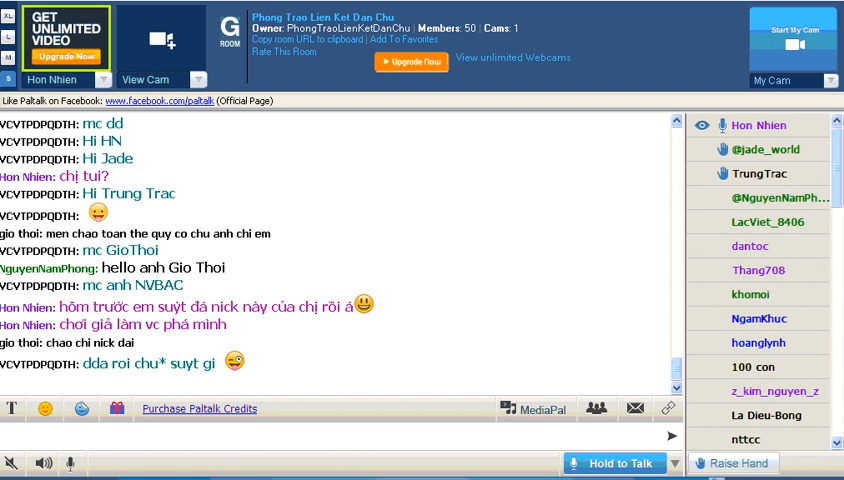 XL
L
M
S
GET
UNLIMITED
VIDEO
Upgrade Now
Hon Nhien
View Cam
G
ROOM
Phong Trao Lien Ket Dan Chu
Owner: PhongTraoLienKetDanChu | Members: 50 | Cams: 1
Copy room URL to clipboard | Add To Favorites
Rate This Room
Upgrade Now
View unlimited Webcams
Start My Cam
My Cam
Like Paltalk on Facebook: www.facebook.com/paltalk (Official Page)
VCVTPDPQDTH: mc dd
VCVTPDPQDTH: Hi HN
VCVTPDPQDTH: Hi Jade
Hon Nhien: chị tui?
VCVTPDPQDTH: Hi Trung Trac
VCVTPDPQDTH:
gio thoi: men chao toan the quy co chu anh chi em
VCVTPDPQDTH: mc GioThoi
NguyenNamPhong: hello anh Gio Thoi
VCVTPDPQDTH: mc anh NVBAC
Hon Nhien: hôm trước em suýt đá nick này của chị rồi á
Hon Nhien: chơi giả làm vc phá mình
gio thoi: chao chi nick dai
VCVTPDPQDTH: dda roi chu* suyt gi
Hon Nhien
@jade_world
TrungTrac
@NguyenNamPh...
LacViet_8406
dantoc
Thang708
khomoi
NgamKhuc
hoanglynh
100 con
z_kim_nguyen_z
La Dieu-Bong
nttcc
T
Purchase Paltalk Credits
MediaPal
Hold to Talk
Raise Hand